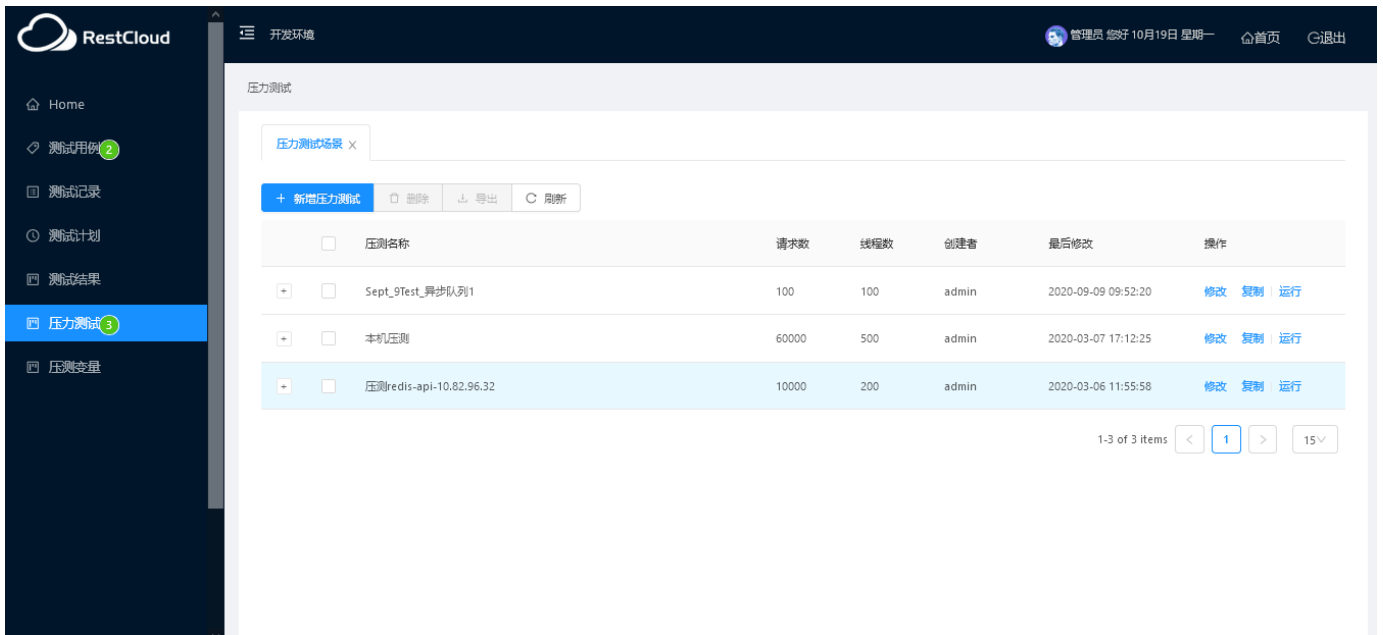 RestCloud
开发环境
管理员 您好 10月19日 星期一
首页
退出
Home
测试用例 2
测试记录
测试计划
测试结果
压力测试 3
压测变量
压力测试
压力测试场景 X
+ 新增压力测试 删除 导出 刷新
压测名称 请求数 线程数 创建者 最后修改 操作
+ Sept_9Test_异步队列1 100 100 admin 2020-09-09 09:52:20 修改 复制 运行
+ 本机压测 60000 500 admin 2020-03-07 17:12:25 修改 复制 运行
+ 压测redis-api-10.82.96.32 10000 200 admin 2020-03-06 11:55:58 修改 复制 运行
1-3 of 3 items < 1 > 15